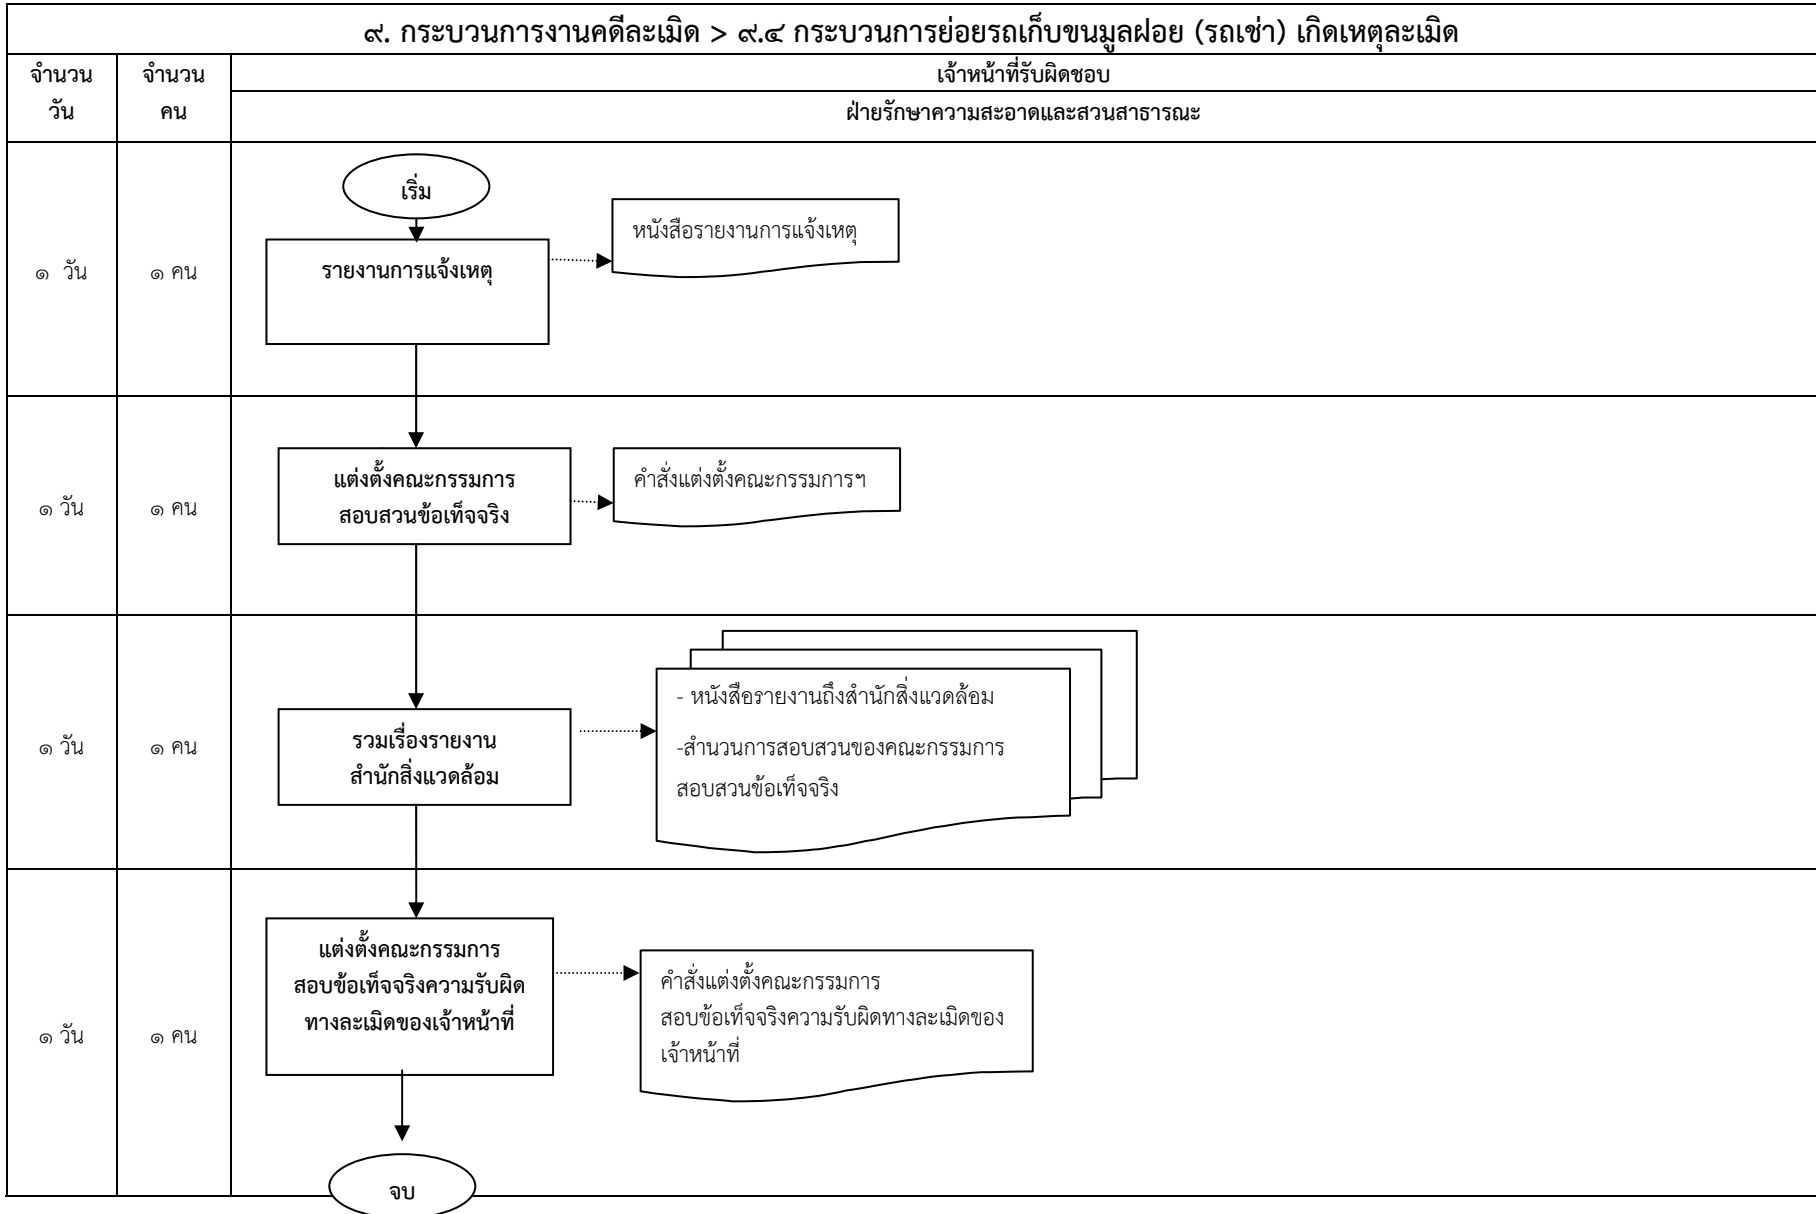 ๙. กระบวนการงานคดีละเมิด > ๙.๔ กระบวนการย่อยรถเก็บขนมูลฝอย (รถเช่า) เกิดเหตุละเมิด
จำนวน
วัน
จำนวน
คน
เจ้าหน้าที่รับผิดชอบ
ฝ่ายรักษาความสะอาดและสวนสาธารณะ
๑ วัน
๑ คน
เริ่ม
รายงานการแจ้งเหตุ
หนังสือรายงานการแจ้งเหตุ
๑ วัน
๑ คน
แต่งตั้งคณะกรรมการ
สอบสวนข้อเท็จจริง
คำสั่งแต่งตั้งคณะกรรมการฯ
๑ วัน
๑ คน
รวมเรื่องรายงาน
สำนักสิ่งแวดล้อม
- หนังสือรายงานถึงสำนักสิ่งแวดล้อม
-สำนวนการสอบสวนของคณะกรรมการ
สอบสวนข้อเท็จจริง
๑ วัน
๑ คน
แต่งตั้งคณะกรรมการ
สอบข้อเท็จจริงความรับผิด
ทางละเมิดของเจ้าหน้าที่
คำสั่งแต่งตั้งคณะกรรมการ
สอบข้อเท็จจริงความรับผิดทางละเมิดของ
เจ้าหน้าที่
จบ